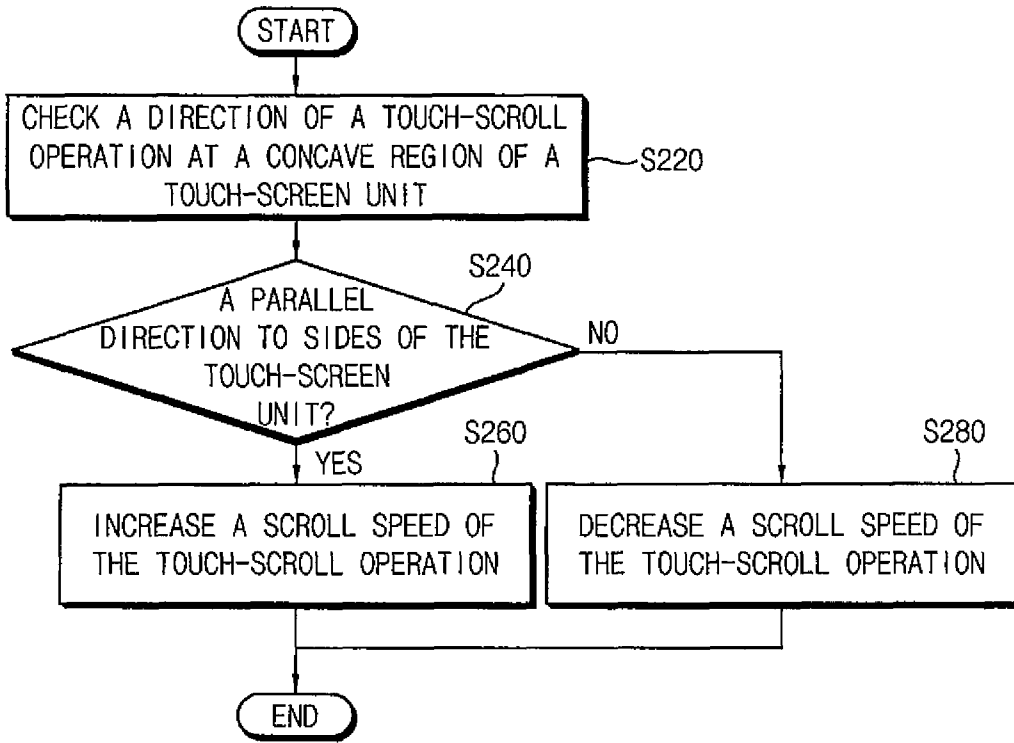 START
CHECK A DIRECTION OF A TOUCH-SCROLL
OPERATION AT A CONCAVE REGION OF A
TOUCH-SCREEN UNIT
S220
S240
A PARALLEL
DIRECTION TO SIDES OF THE
TOUCH-SCREEN
UNIT?
NO
YES
S260
INCREASE A SCROLL SPEED OF
THE TOUCH-SCROLL OPERATION
S280
DECREASE A SCROLL SPEED OF
THE TOUCH-SCROLL OPERATION
END